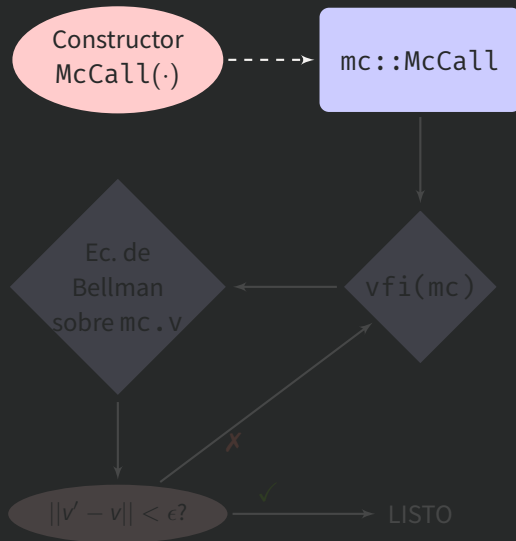 Constructor
McCall(·)
mc::McCall
Ec. de
Bellman
sobre mc.v
vfi(mc)
✗
✓
||v′ − v|| < ϵ?
LISTO